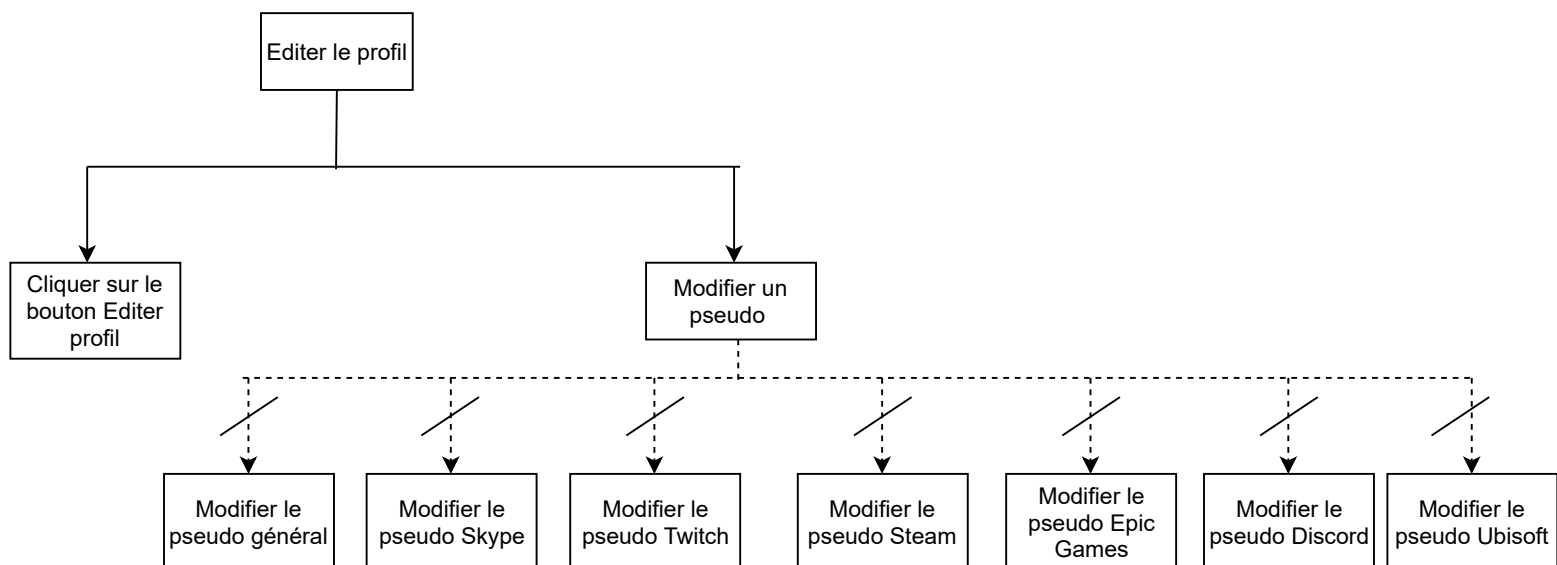 Editer le profil
Cliquer sur le
bouton Editer
profil
Modifier un
pseudo
Modifier le
pseudo général
Modifier le
pseudo Skype
Modifier le
pseudo Twitch
Modifier le
pseudo Steam
Modifier le
pseudo Epic
Games
Modifier le
pseudo Discord
Modifier le
pseudo Ubisoft